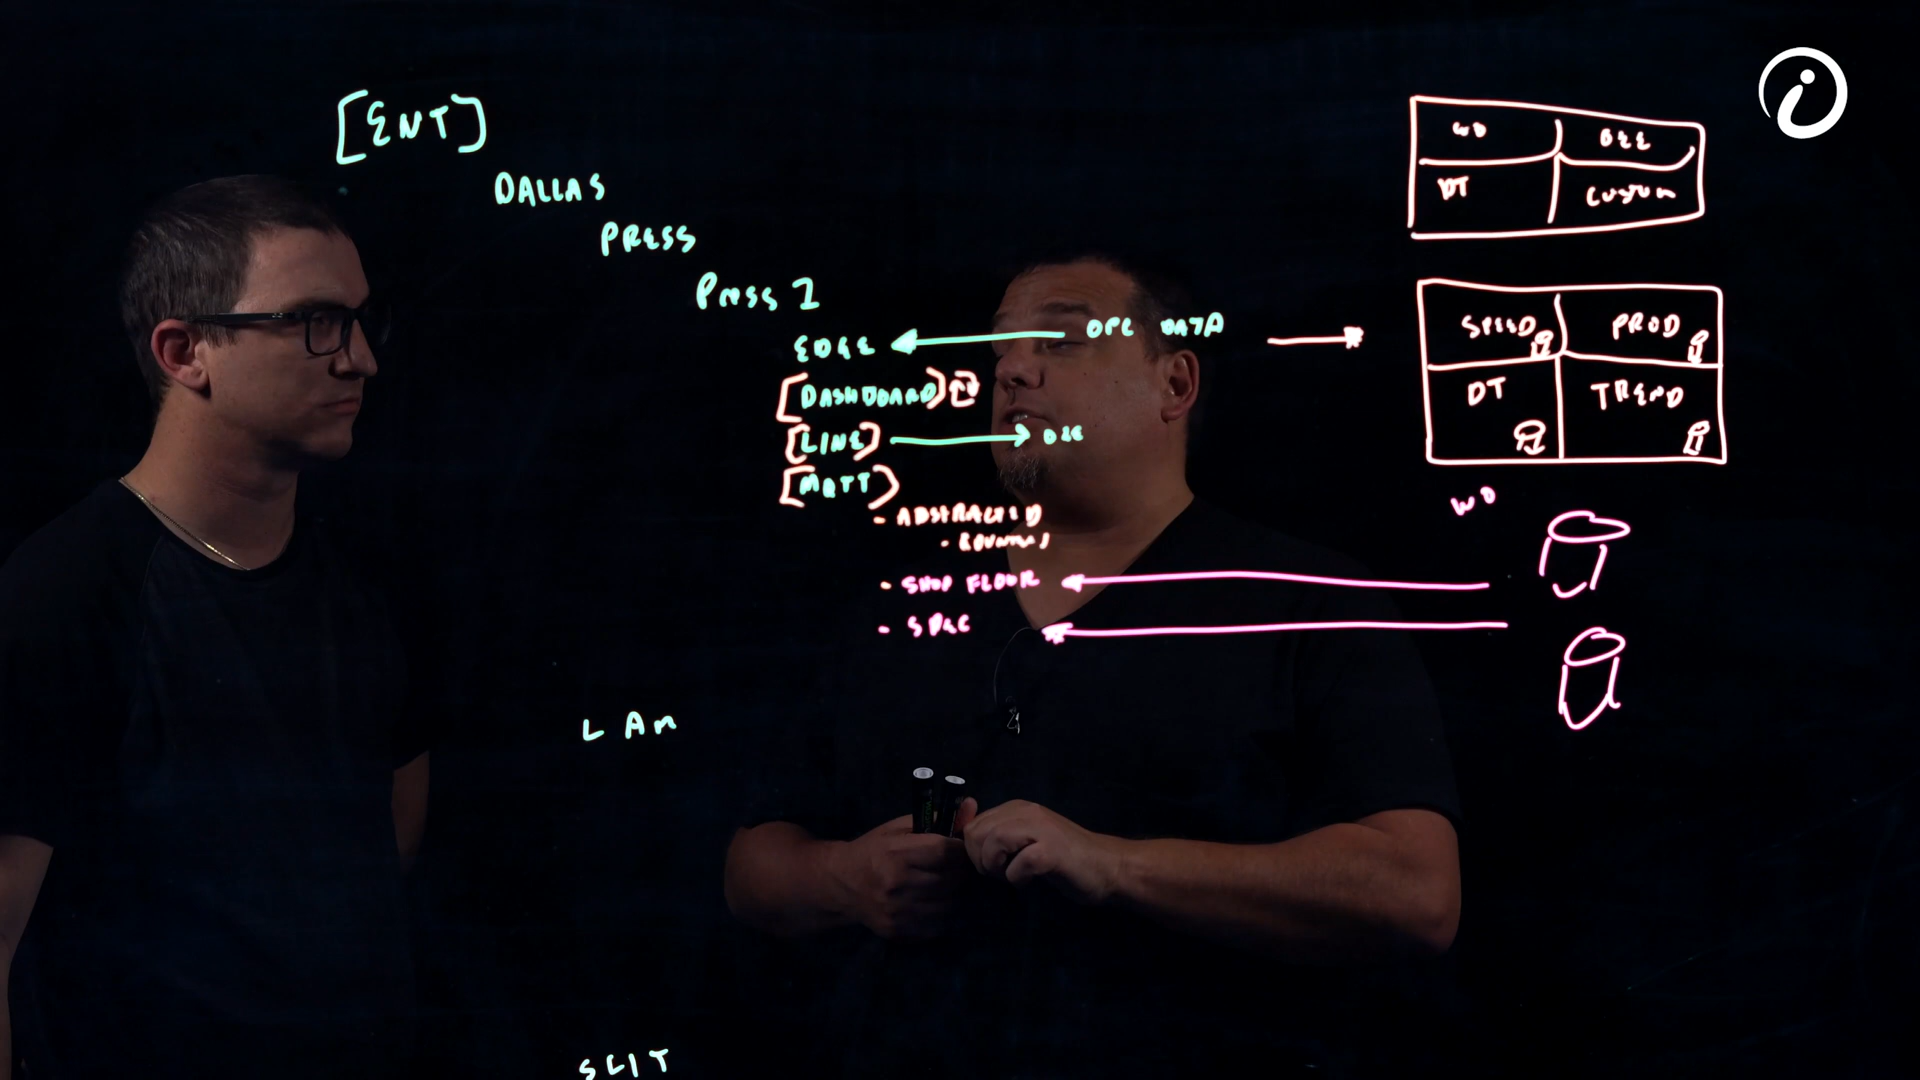 [ENT]
DALLAS
PRESS
PRESS 2
EDGE
OPC DATA
[DASHBOARD]
[LINE]
OEE
[MQTT]
- ABSTRACTED
- SHOP FLOOR
- SPEC
LAM
SLIT
WO
OEE
DT
CUSTOM
SPEED
PROD
DT
TREND
WO